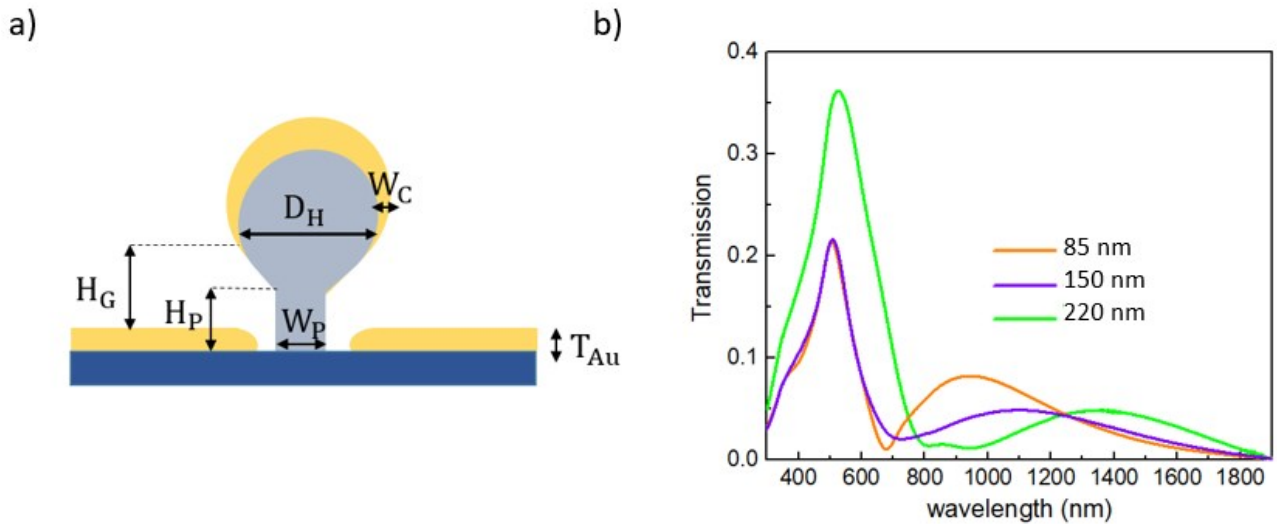 a)
W_C
D_H
H_G
H_P
W_P
T_Au
b)
0.4
0.3
0.2
0.1
0.0
Transmission
85 nm
150 nm
220 nm
400 600 800 1000 1200 1400 1600 1800
wavelength (nm)